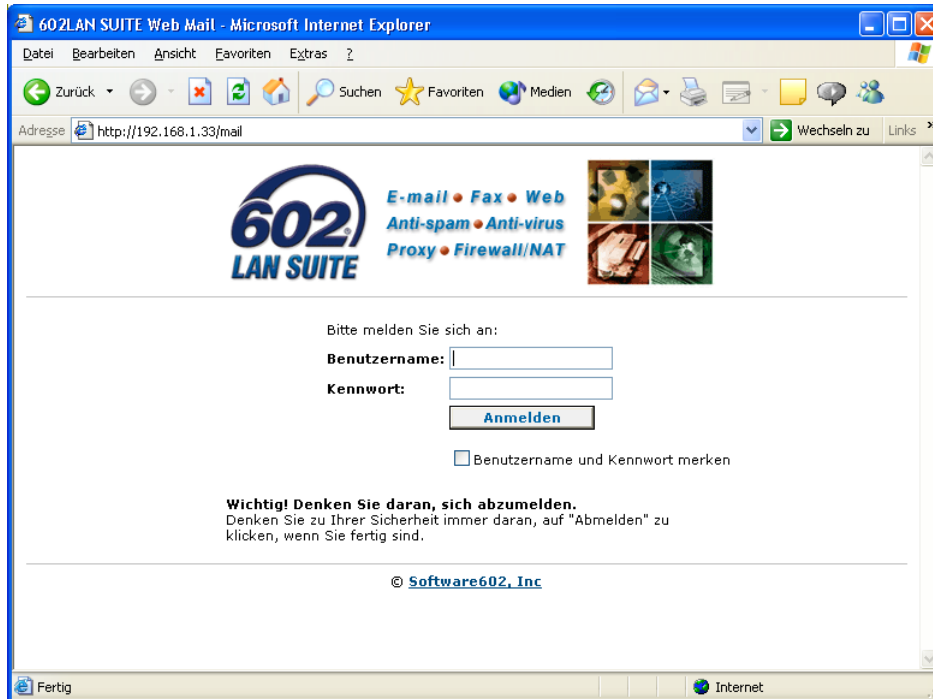 602LAN SUITE Web Mail - Microsoft Internet Explorer
Datei Bearbeiten Ansicht Favoriten Extras ?
Zurück Suchen Favoriten Medien
Adresse http://192.168.1.33/mail Wechseln zu Links »
602
LAN SUITE
E-mail • Fax • Web
Anti-spam • Anti-virus
Proxy • Firewall/NAT
Bitte melden Sie sich an:
Benutzername:
Kennwort:
Anmelden
Benutzername und Kennwort merken
Wichtig! Denken Sie daran, sich abzumelden.
Denken Sie zu Ihrer Sicherheit immer daran, auf "Abmelden" zu
klicken, wenn Sie fertig sind.
© Software602, Inc
Fertig Internet